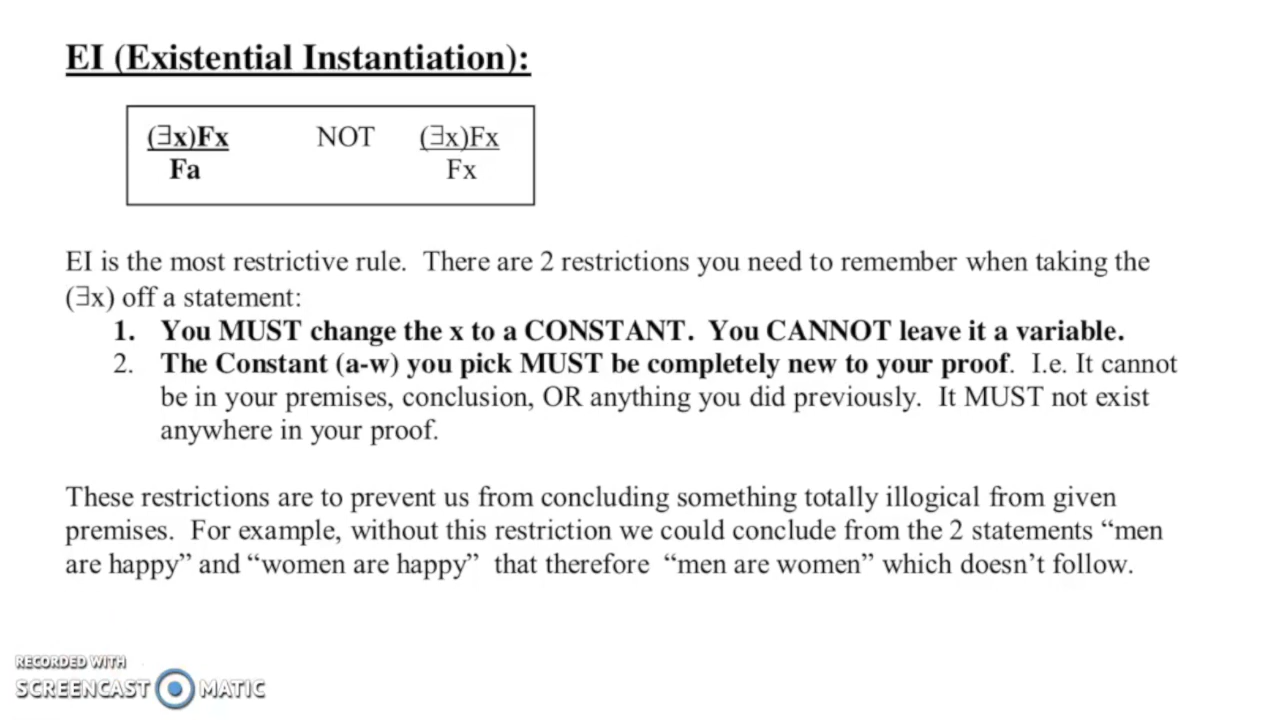 EI (Existential Instantiation):
(∃x)Fx NOT (∃x)Fx
Fa Fx
EI is the most restrictive rule. There are 2 restrictions you need to remember when taking the
(∃x) off a statement:
1. You MUST change the x to a CONSTANT. You CANNOT leave it a variable.
2. The Constant (a-w) you pick MUST be completely new to your proof. I.e. It cannot
be in your premises, conclusion, OR anything you did previously. It MUST not exist
anywhere in your proof.
These restrictions are to prevent us from concluding something totally illogical from given
premises. For example, without this restriction we could conclude from the 2 statements “men
are happy” and “women are happy” that therefore “men are women” which doesn’t follow.
RECORDED WITH
SCREENCAST MATIC